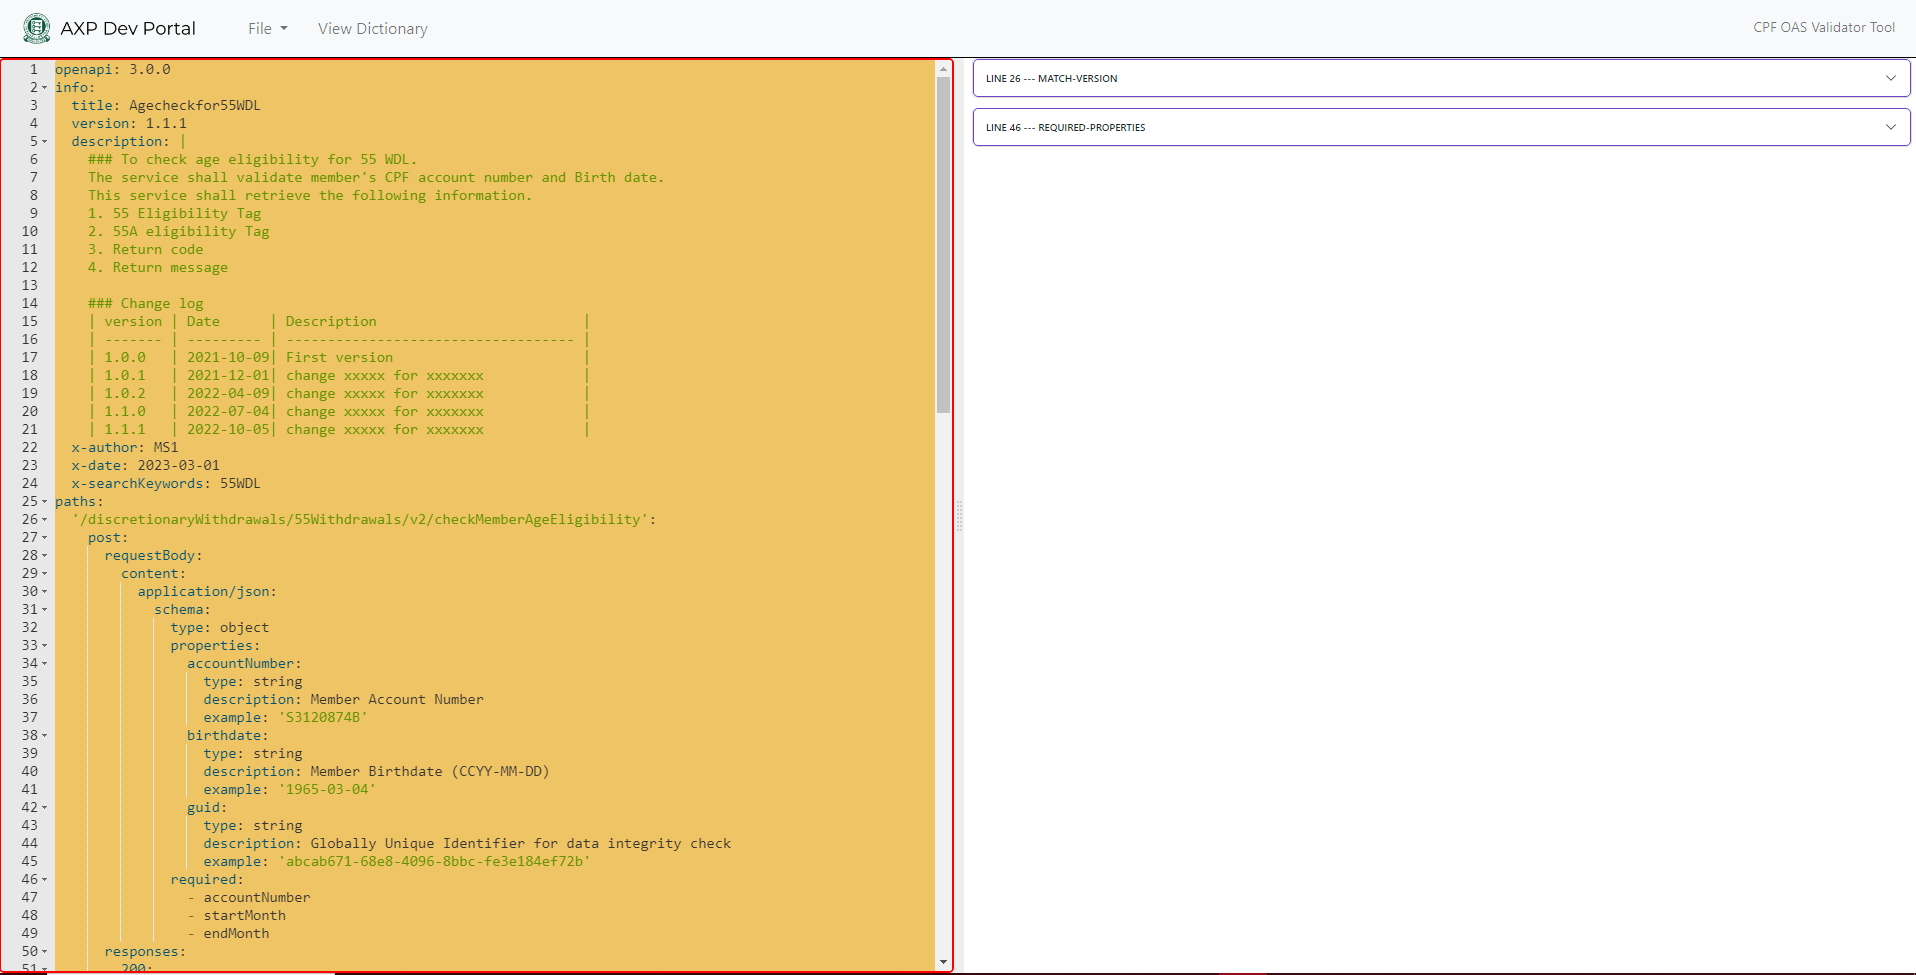 AXP Dev Portal File View Dictionary CPF OAS Validator Tool
1 openapi: 3.0.0
2 info:
3 title: Agecheckfor55WDL
4 version: 1.1.1
5 description: |
6 ### To check age eligibility for 55 WDL.
7 The service shall validate member's CPF account number and Birth date.
8 This service shall retrieve the following information.
9 1. 55 Eligibility Tag
10 2. 55A eligibility Tag
11 3. Return code
12 4. Return message
13
14 ### Change log
15 | version | Date | Description |
16 | ------- | --------- | ----------------------------------- |
17 | 1.0.0 | 2021-10-09| First version |
18 | 1.0.1 | 2021-12-01| change xxxxx for xxxxxxx |
19 | 1.0.2 | 2022-04-09| change xxxxx for xxxxxxx |
20 | 1.1.0 | 2022-07-04| change xxxxx for xxxxxxx |
21 | 1.1.1 | 2022-10-05| change xxxxx for xxxxxxx |
22 x-author: MS1
23 x-date: 2023-03-01
24 x-searchKeywords: 55WDL
25 paths:
26 '/discretionaryWithdrawals/55Withdrawals/v2/checkMemberAgeEligibility':
27 post:
28 requestBody:
29 content:
30 application/json:
31 schema:
32 type: object
33 properties:
34 accountNumber:
35 type: string
36 description: Member Account Number
37 example: 'S3120874B'
38 birthdate:
39 type: string
40 description: Member Birthdate (CCYY-MM-DD)
41 example: '1965-03-04'
42 guid:
43 type: string
44 description: Globally Unique Identifier for data integrity check
45 example: 'abcab671-68e8-4096-8bbc-fe3e184ef72b'
46 required:
47 - accountNumber
48 - startMonth
49 - endMonth
50 responses:
51 200:
LINE 26 --- MATCH-VERSION
LINE 46 --- REQUIRED-PROPERTIES